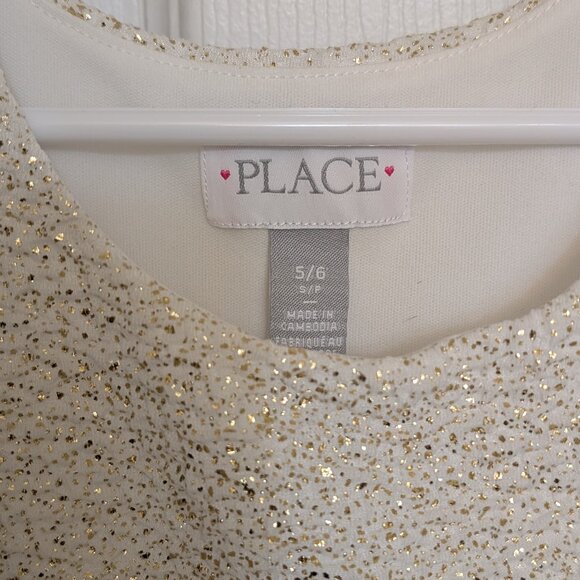 PLACE
5/6
S/P
MADE IN
CAMBODIA
FABRIQUÉ AU